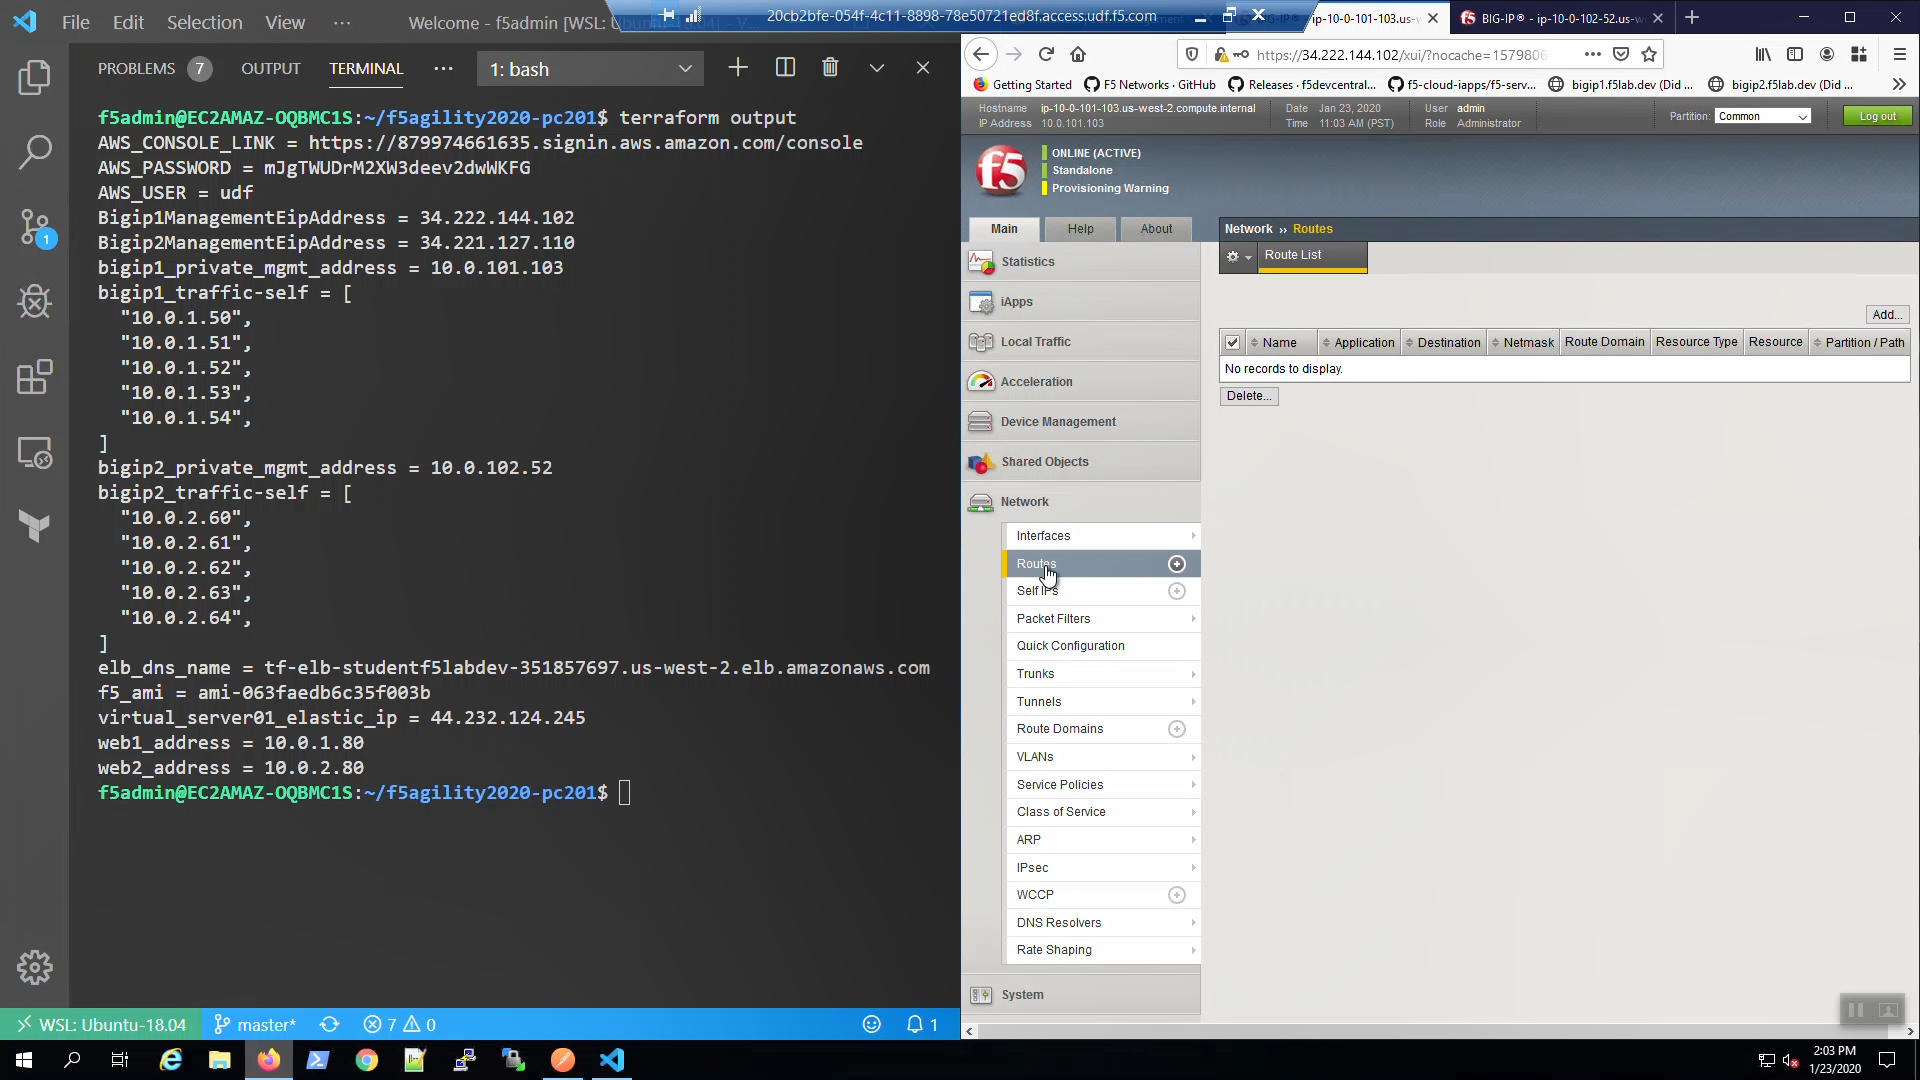 File Edit Selection View ··· Welcome - f5admin [WSL: Ubuntu-18.04] - V
20cb2bfe-054f-4c11-8898-78e50721ed8f.access.udf.f5.com
ip-10-0-101-103.us-w
BIG-IP® - ip-10-0-102-52.us-w
PROBLEMS 7 OUTPUT TERMINAL ··· 1: bash
f5admin@EC2AMAZ-OQBMC1S:~/f5agility2020-pc201$ terraform output
AWS_CONSOLE_LINK = https://879974661635.signin.aws.amazon.com/console
AWS_PASSWORD = mJgTWUDrM2XW3deev2dwWKFG
AWS_USER = udf
Bigip1ManagementEipAddress = 34.222.144.102
Bigip2ManagementEipAddress = 34.221.127.110
bigip1_private_mgmt_address = 10.0.101.103
bigip1_traffic-self = [
"10.0.1.50",
"10.0.1.51",
"10.0.1.52",
"10.0.1.53",
"10.0.1.54",
]
bigip2_private_mgmt_address = 10.0.102.52
bigip2_traffic-self = [
"10.0.2.60",
"10.0.2.61",
"10.0.2.62",
"10.0.2.63",
"10.0.2.64",
]
elb_dns_name = tf-elb-studentf5labdev-351857697.us-west-2.elb.amazonaws.com
f5_ami = ami-063faedb6c35f003b
virtual_server01_elastic_ip = 44.232.124.245
web1_address = 10.0.1.80
web2_address = 10.0.2.80
f5admin@EC2AMAZ-OQBMC1S:~/f5agility2020-pc201$
1
WSL: Ubuntu-18.04 master* 7 0 1
https://34.222.144.102/xui/?nocache=1579806
Getting Started F5 Networks · GitHub Releases · f5devcentral... f5-cloud-iapps/f5-serv... bigip1.f5lab.dev (Did ... bigip2.f5lab.dev (Did ...
Hostname ip-10-0-101-103.us-west-2.compute.internal Date Jan 23, 2020 User admin
IP Address 10.0.101.103 Time 11:03 AM (PST) Role Administrator
Partition: Common Log out
f5
ONLINE (ACTIVE)
Standalone
Provisioning Warning
Main Help About
Network ›› Routes
Route List
Add...
Name Application Destination Netmask Route Domain Resource Type Resource Partition / Path
No records to display.
Delete...
Statistics
iApps
Local Traffic
Acceleration
Device Management
Shared Objects
Network
Interfaces
Routes
Self IPs
Packet Filters
Quick Configuration
Trunks
Tunnels
Route Domains
VLANs
Service Policies
Class of Service
ARP
IPsec
WCCP
DNS Resolvers
Rate Shaping
System
2:03 PM
1/23/2020